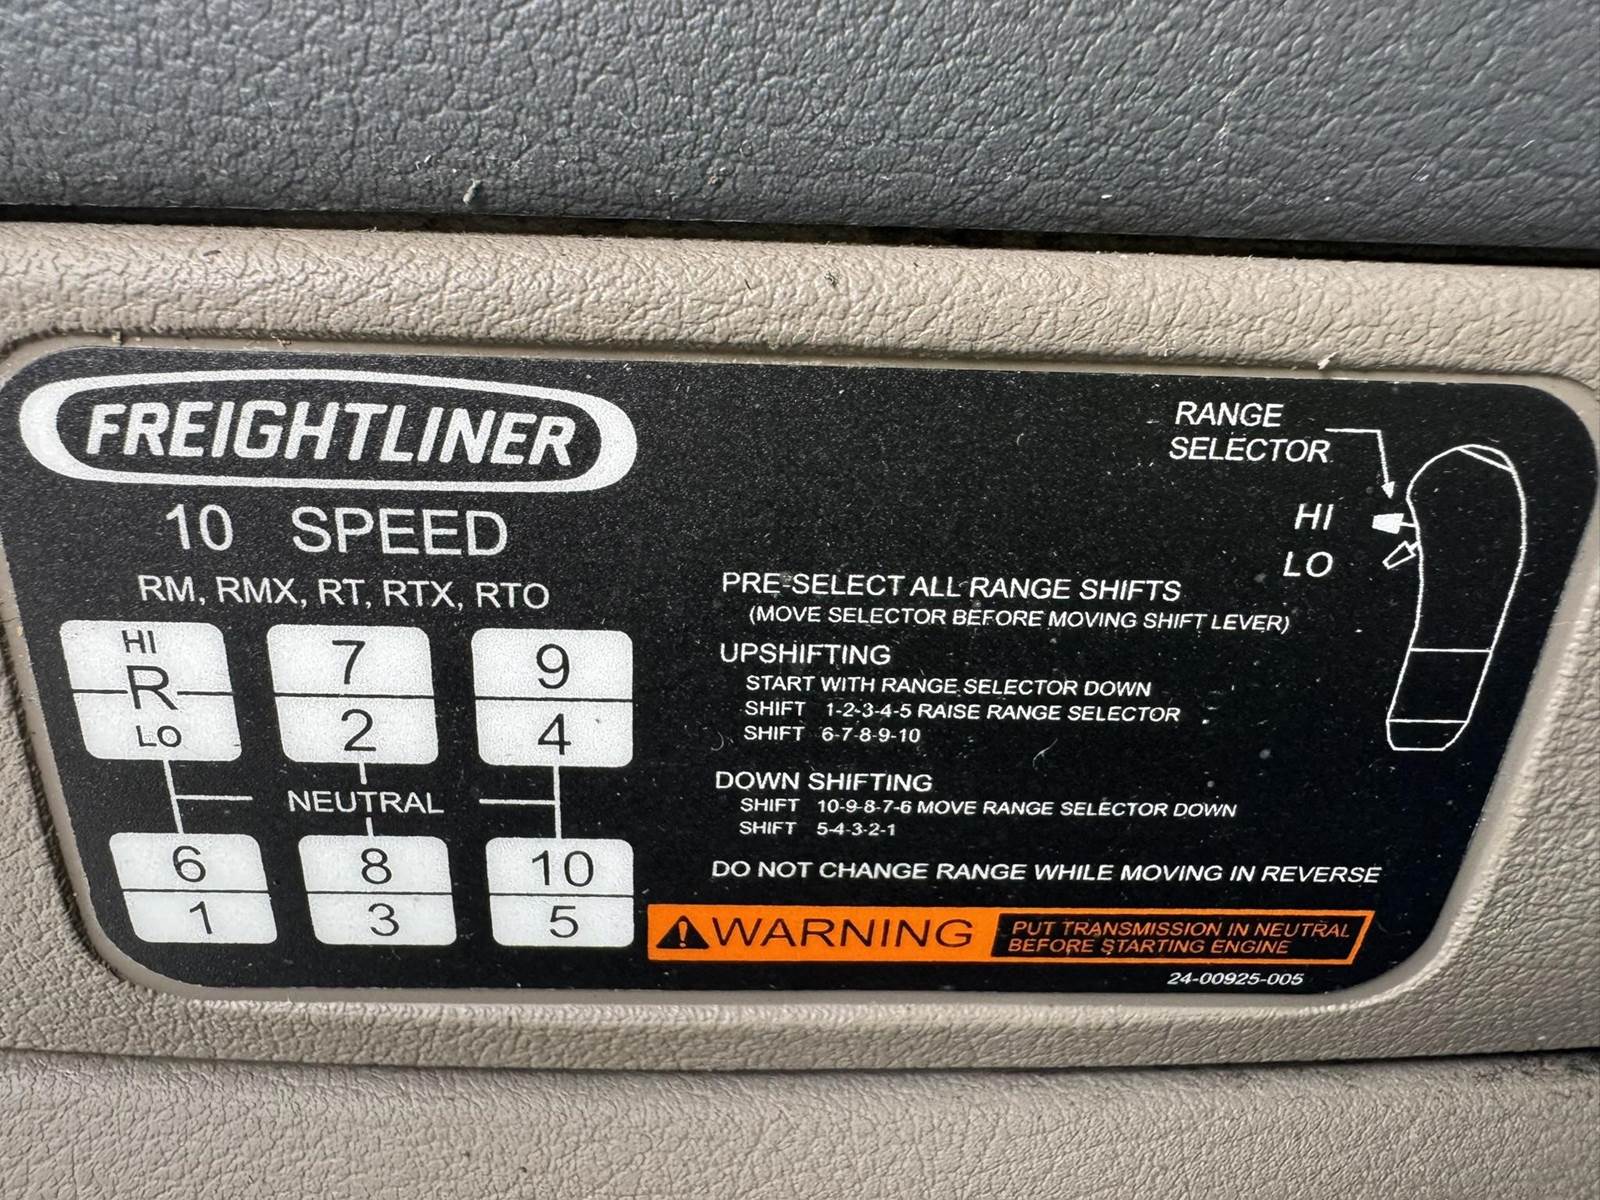 FREIGHTLINER
10 SPEED
RM, RMX, RT, RTX, RTO
HI
R
LO
7
2
9
4
NEUTRAL
6
1
8
3
10
5
RANGE
SELECTOR
HI
LO
PRE-SELECT ALL RANGE SHIFTS
(MOVE SELECTOR BEFORE MOVING SHIFT LEVER)
UPSHIFTING
START WITH RANGE SELECTOR DOWN
SHIFT 1-2-3-4-5 RAISE RANGE SELECTOR
SHIFT 6-7-8-9-10
DOWN SHIFTING
SHIFT 10-9-8-7-6 MOVE RANGE SELECTOR DOWN
SHIFT 5-4-3-2-1
DO NOT CHANGE RANGE WHILE MOVING IN REVERSE
WARNING
PUT TRANSMISSION IN NEUTRAL
BEFORE STARTING ENGINE
24-00925-005